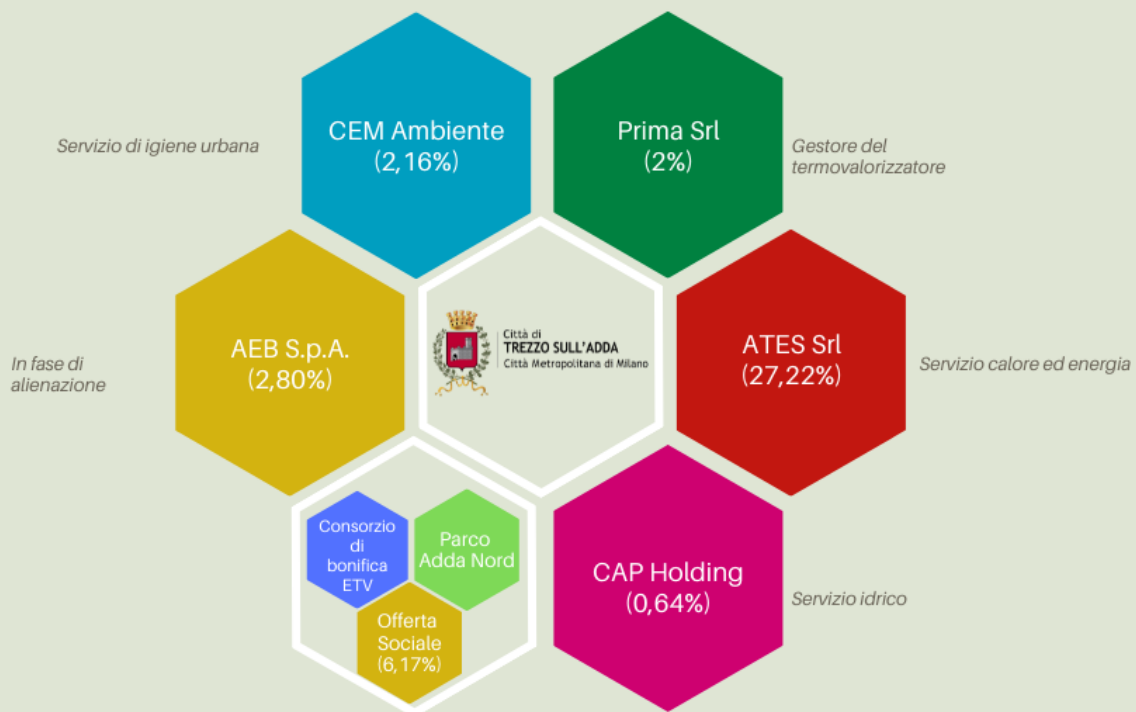 CEM Ambiente
(2,16%)
Prima Srl
(2%)
Servizio di igiene urbana
Gestore del
termovalorizzatore
Città di
TREZZO SULL'ADDA
Città Metropolitana di Milano
AEB S.p.A.
(2,80%)
ATES Srl
(27,22%)
In fase di
alienazione
Servizio calore ed energia
Consorzio
di
bonifica
ETV
Parco
Adda Nord
Offerta
Sociale
(6,17%)
CAP Holding
(0,64%)
Servizio idrico